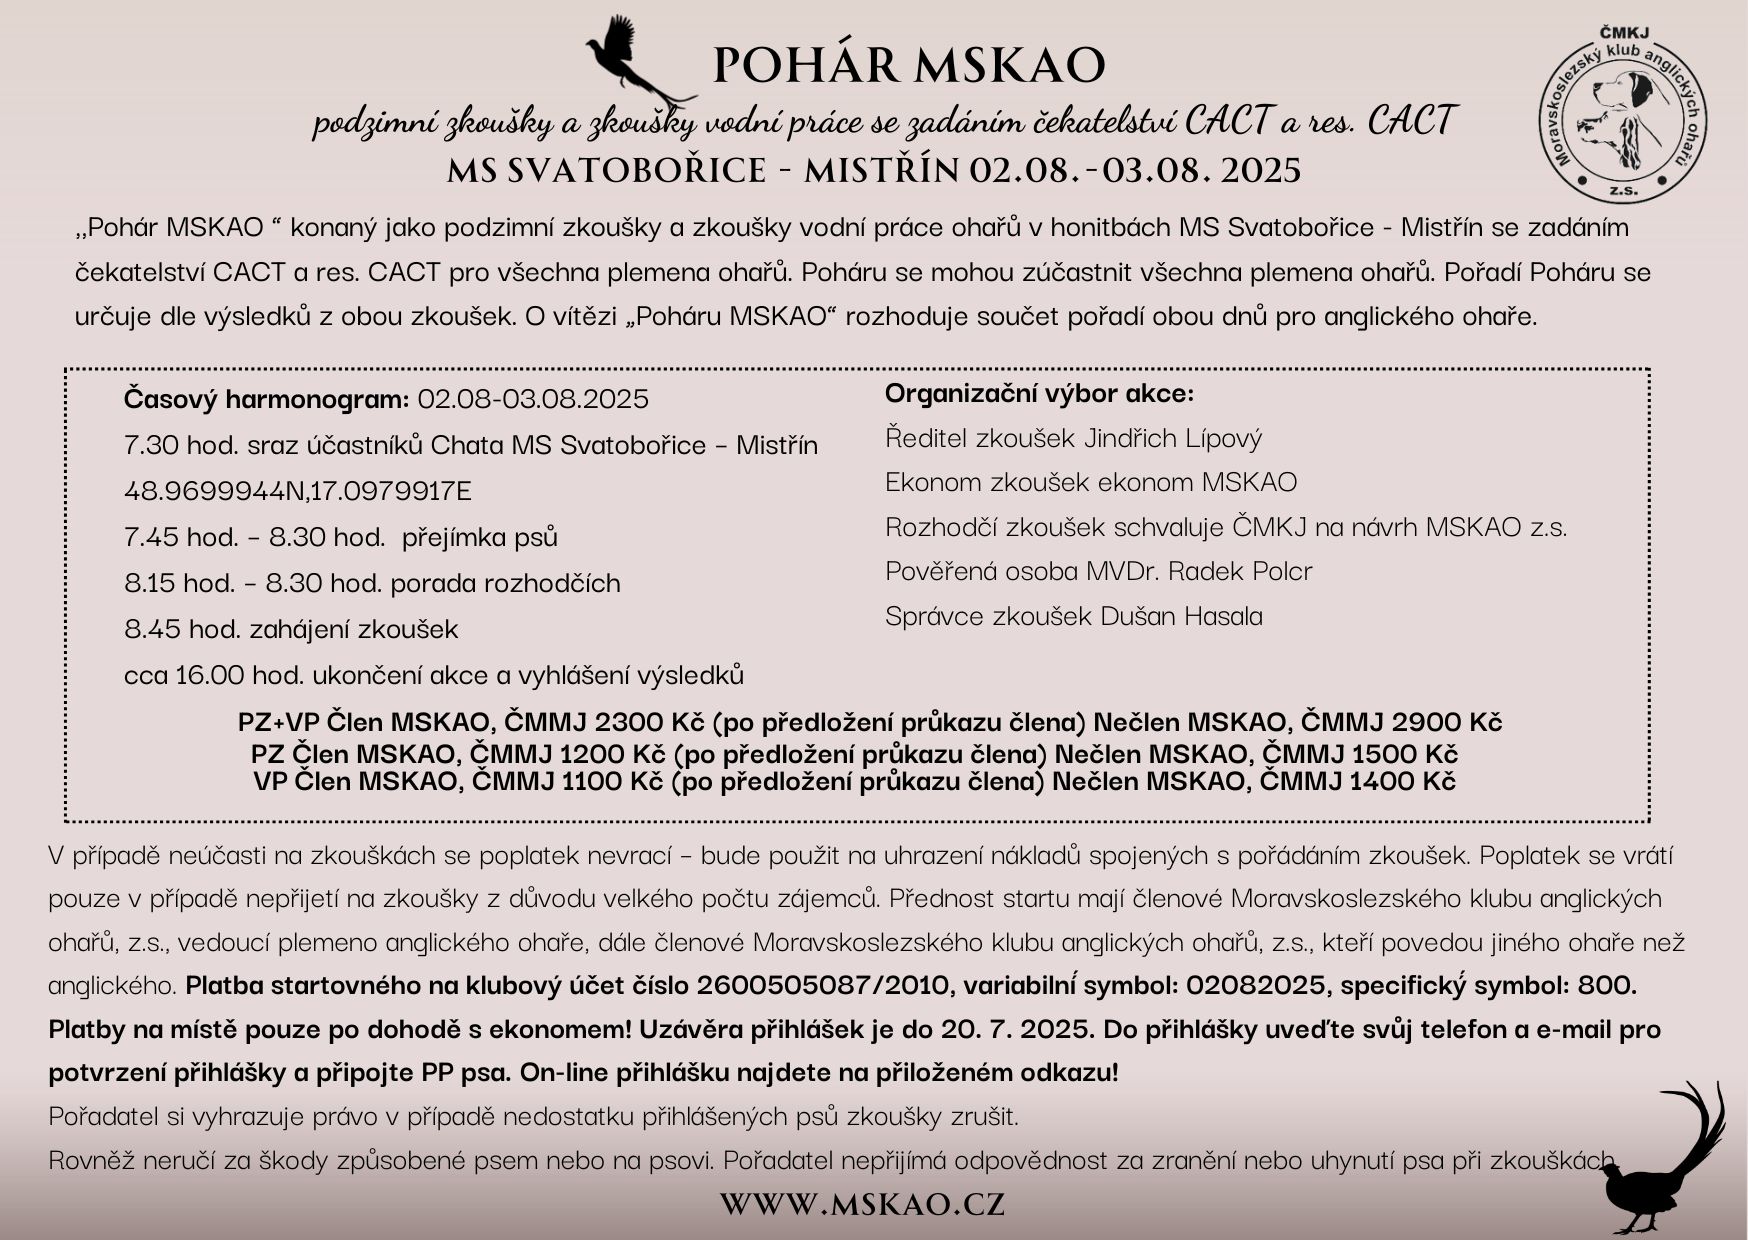 POHÁR MSKAO
podzimní zkoušky a zkoušky vodní práce se zadáním čekatelství CACT a res. CACT
MS SVATOBOŘICE - MISTŘÍN 02.08.-03.08. 2025
ČMKJ
Moravskoslezský klub anglických ohařů
z.s.
,,Pohár MSKAO “ konaný jako podzimní zkoušky a zkoušky vodní práce ohařů v honitbách MS Svatobořice - Mistřín se zadáním
čekatelství CACT a res. CACT pro všechna plemena ohařů. Poháru se mohou zúčastnit všechna plemena ohařů. Pořadí Poháru se
určuje dle výsledků z obou zkoušek. O vítězi „Poháru MSKAO“ rozhoduje součet pořadí obou dnů pro anglického ohaře.
Časový harmonogram: 02.08-03.08.2025
7.30 hod. sraz účastníků Chata MS Svatobořice – Mistřín
48.9699944N,17.0979917E
7.45 hod. – 8.30 hod. přejímka psů
8.15 hod. – 8.30 hod. porada rozhodčích
8.45 hod. zahájení zkoušek
cca 16.00 hod. ukončení akce a vyhlášení výsledků
Organizační výbor akce:
Ředitel zkoušek Jindřich Lípový
Ekonom zkoušek ekonom MSKAO
Rozhodčí zkoušek schvaluje ČMKJ na návrh MSKAO z.s.
Pověřená osoba MVDr. Radek Polcr
Správce zkoušek Dušan Hasala
PZ+VP Člen MSKAO, ČMMJ 2300 Kč (po předložení průkazu člena) Nečlen MSKAO, ČMMJ 2900 Kč
PZ Člen MSKAO, ČMMJ 1200 Kč (po předložení průkazu člena) Nečlen MSKAO, ČMMJ 1500 Kč
VP Člen MSKAO, ČMMJ 1100 Kč (po předložení průkazu člena) Nečlen MSKAO, ČMMJ 1400 Kč
V případě neúčasti na zkouškách se poplatek nevrací – bude použit na uhrazení nákladů spojených s pořádáním zkoušek. Poplatek se vrátí
pouze v případě nepřijetí na zkoušky z důvodu velkého počtu zájemců. Přednost startu mají členové Moravskoslezského klubu anglických
ohařů, z.s., vedoucí plemeno anglického ohaře, dále členové Moravskoslezského klubu anglických ohařů, z.s., kteří povedou jiného ohaře než
anglického. Platba startovného na klubový účet číslo 2600505087/2010, variabilní symbol: 02082025, specifický symbol: 800.
Platby na místě pouze po dohodě s ekonomem! Uzávěra přihlášek je do 20. 7. 2025. Do přihlášky uveďte svůj telefon a e-mail pro
potvrzení přihlášky a připojte PP psa. On-line přihlášku najdete na přiloženém odkazu!
Pořadatel si vyhrazuje právo v případě nedostatku přihlášených psů zkoušky zrušit.
Rovněž neručí za škody způsobené psem nebo na psovi. Pořadatel nepřijímá odpovědnost za zranění nebo uhynutí psa při zkouškách.
WWW.MSKAO.CZ